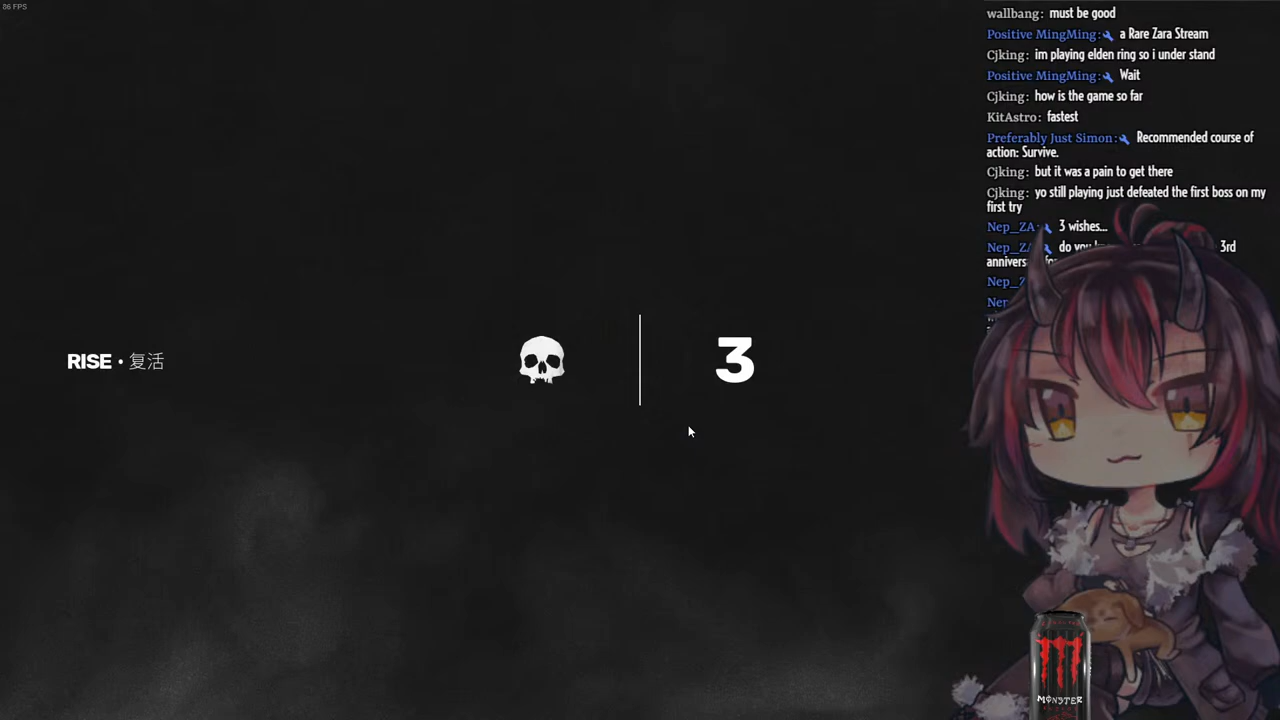 86 FPS
wallbang: must be good
Positive MingMing: a Rare Zara Stream
Cjking: im playing elden ring so i under stand
Positive MingMing: Wait
Cjking: how is the game so far
KitAstro: fastest
Preferably Just Simon: Recommended course of
action: Survive.
Cjking: but it was a pain to get there
Cjking: yo still playing just defeated the first boss on my
first try
Nep_ZA: 3 wishes...
Nep_ZA do you 3rd
RISE • 复活
3
MONSTER